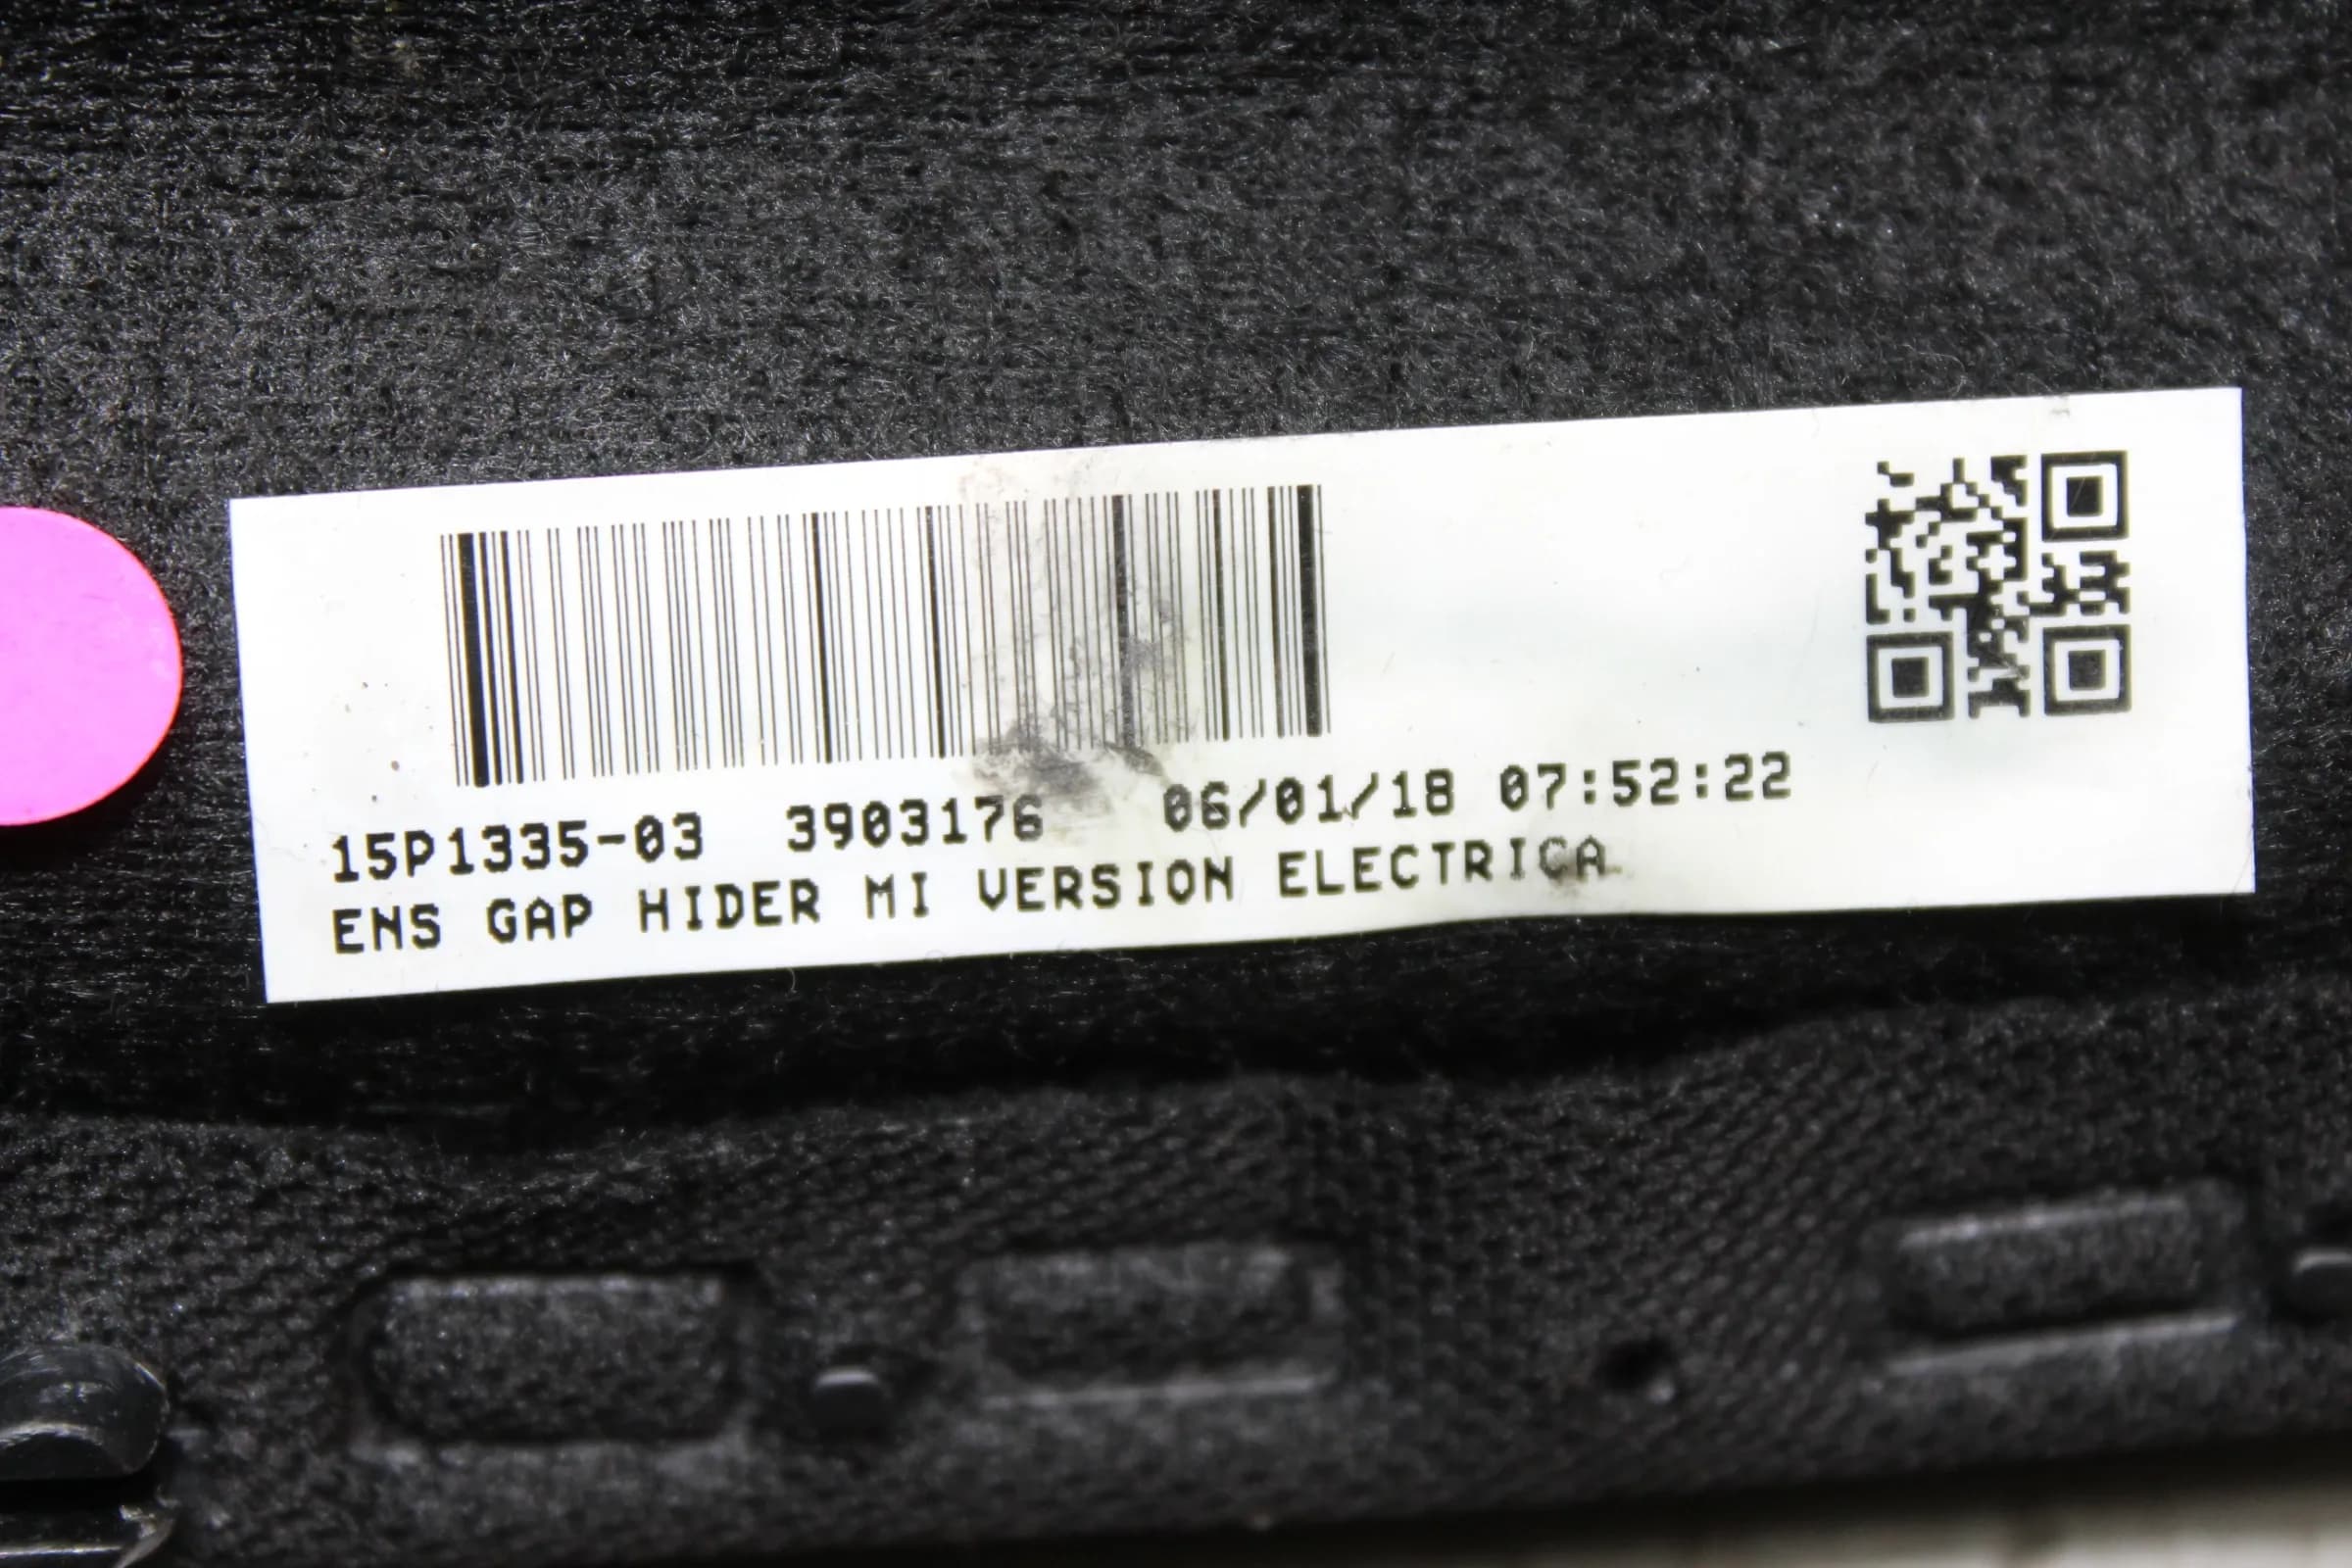 15P1335-03 3903176 06/01/18 07:52:22
ENS GAP HIDER MI VERSION ELECTRICA